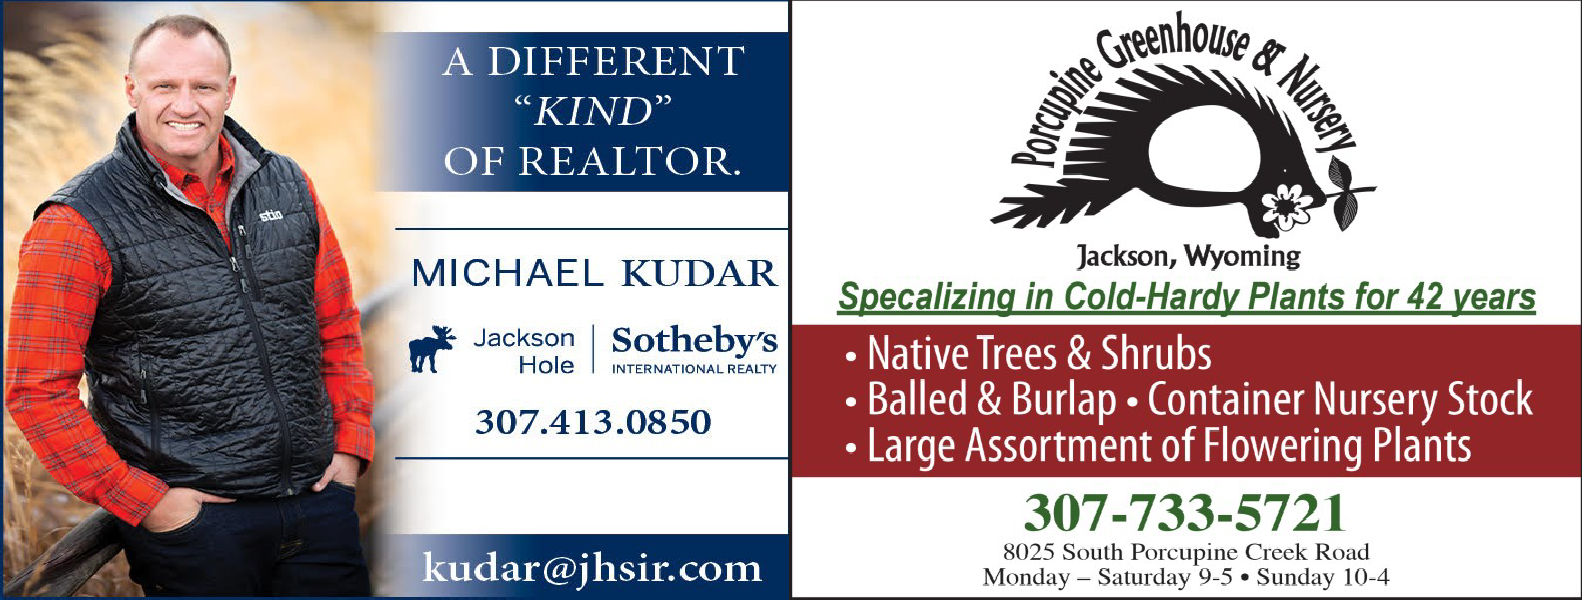 stio
A DIFFERENT
“KIND”
OF REALTOR.
MICHAEL KUDAR
Jackson Hole | Sotheby's
INTERNATIONAL REALTY
307.413.0850
kudar@jhsir.com
Porcupine Greenhouse & Nursery
Jackson, Wyoming
Specalizing in Cold-Hardy Plants for 42 years
• Native Trees & Shrubs
• Balled & Burlap • Container Nursery Stock
• Large Assortment of Flowering Plants
307-733-5721
8025 South Porcupine Creek Road
Monday – Saturday 9-5 • Sunday 10-4